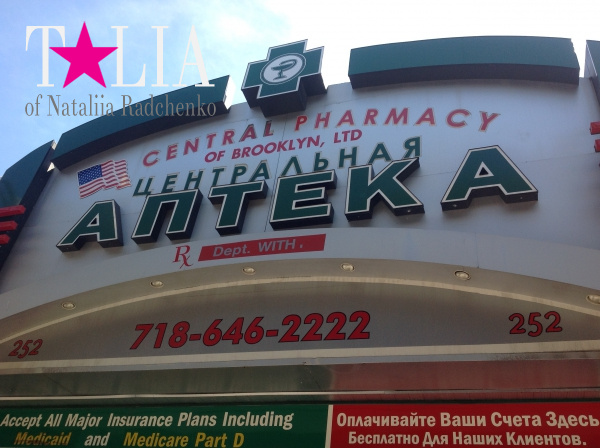 TALIA
of Nataliia Radchenko
CENTRAL PHARMACY
OF BROOKLYN, LTD
ЦЕНТРАЛЬНАЯ
АПТЕКА
Rx Dept. WITH .
718-646-2222
252
252
Accept All Major Insurance Plans Including
Medicaid and Medicare Part D
Оплачивайте Ваши Счета Здесь
Бесплатно Для Наших Клиентов.